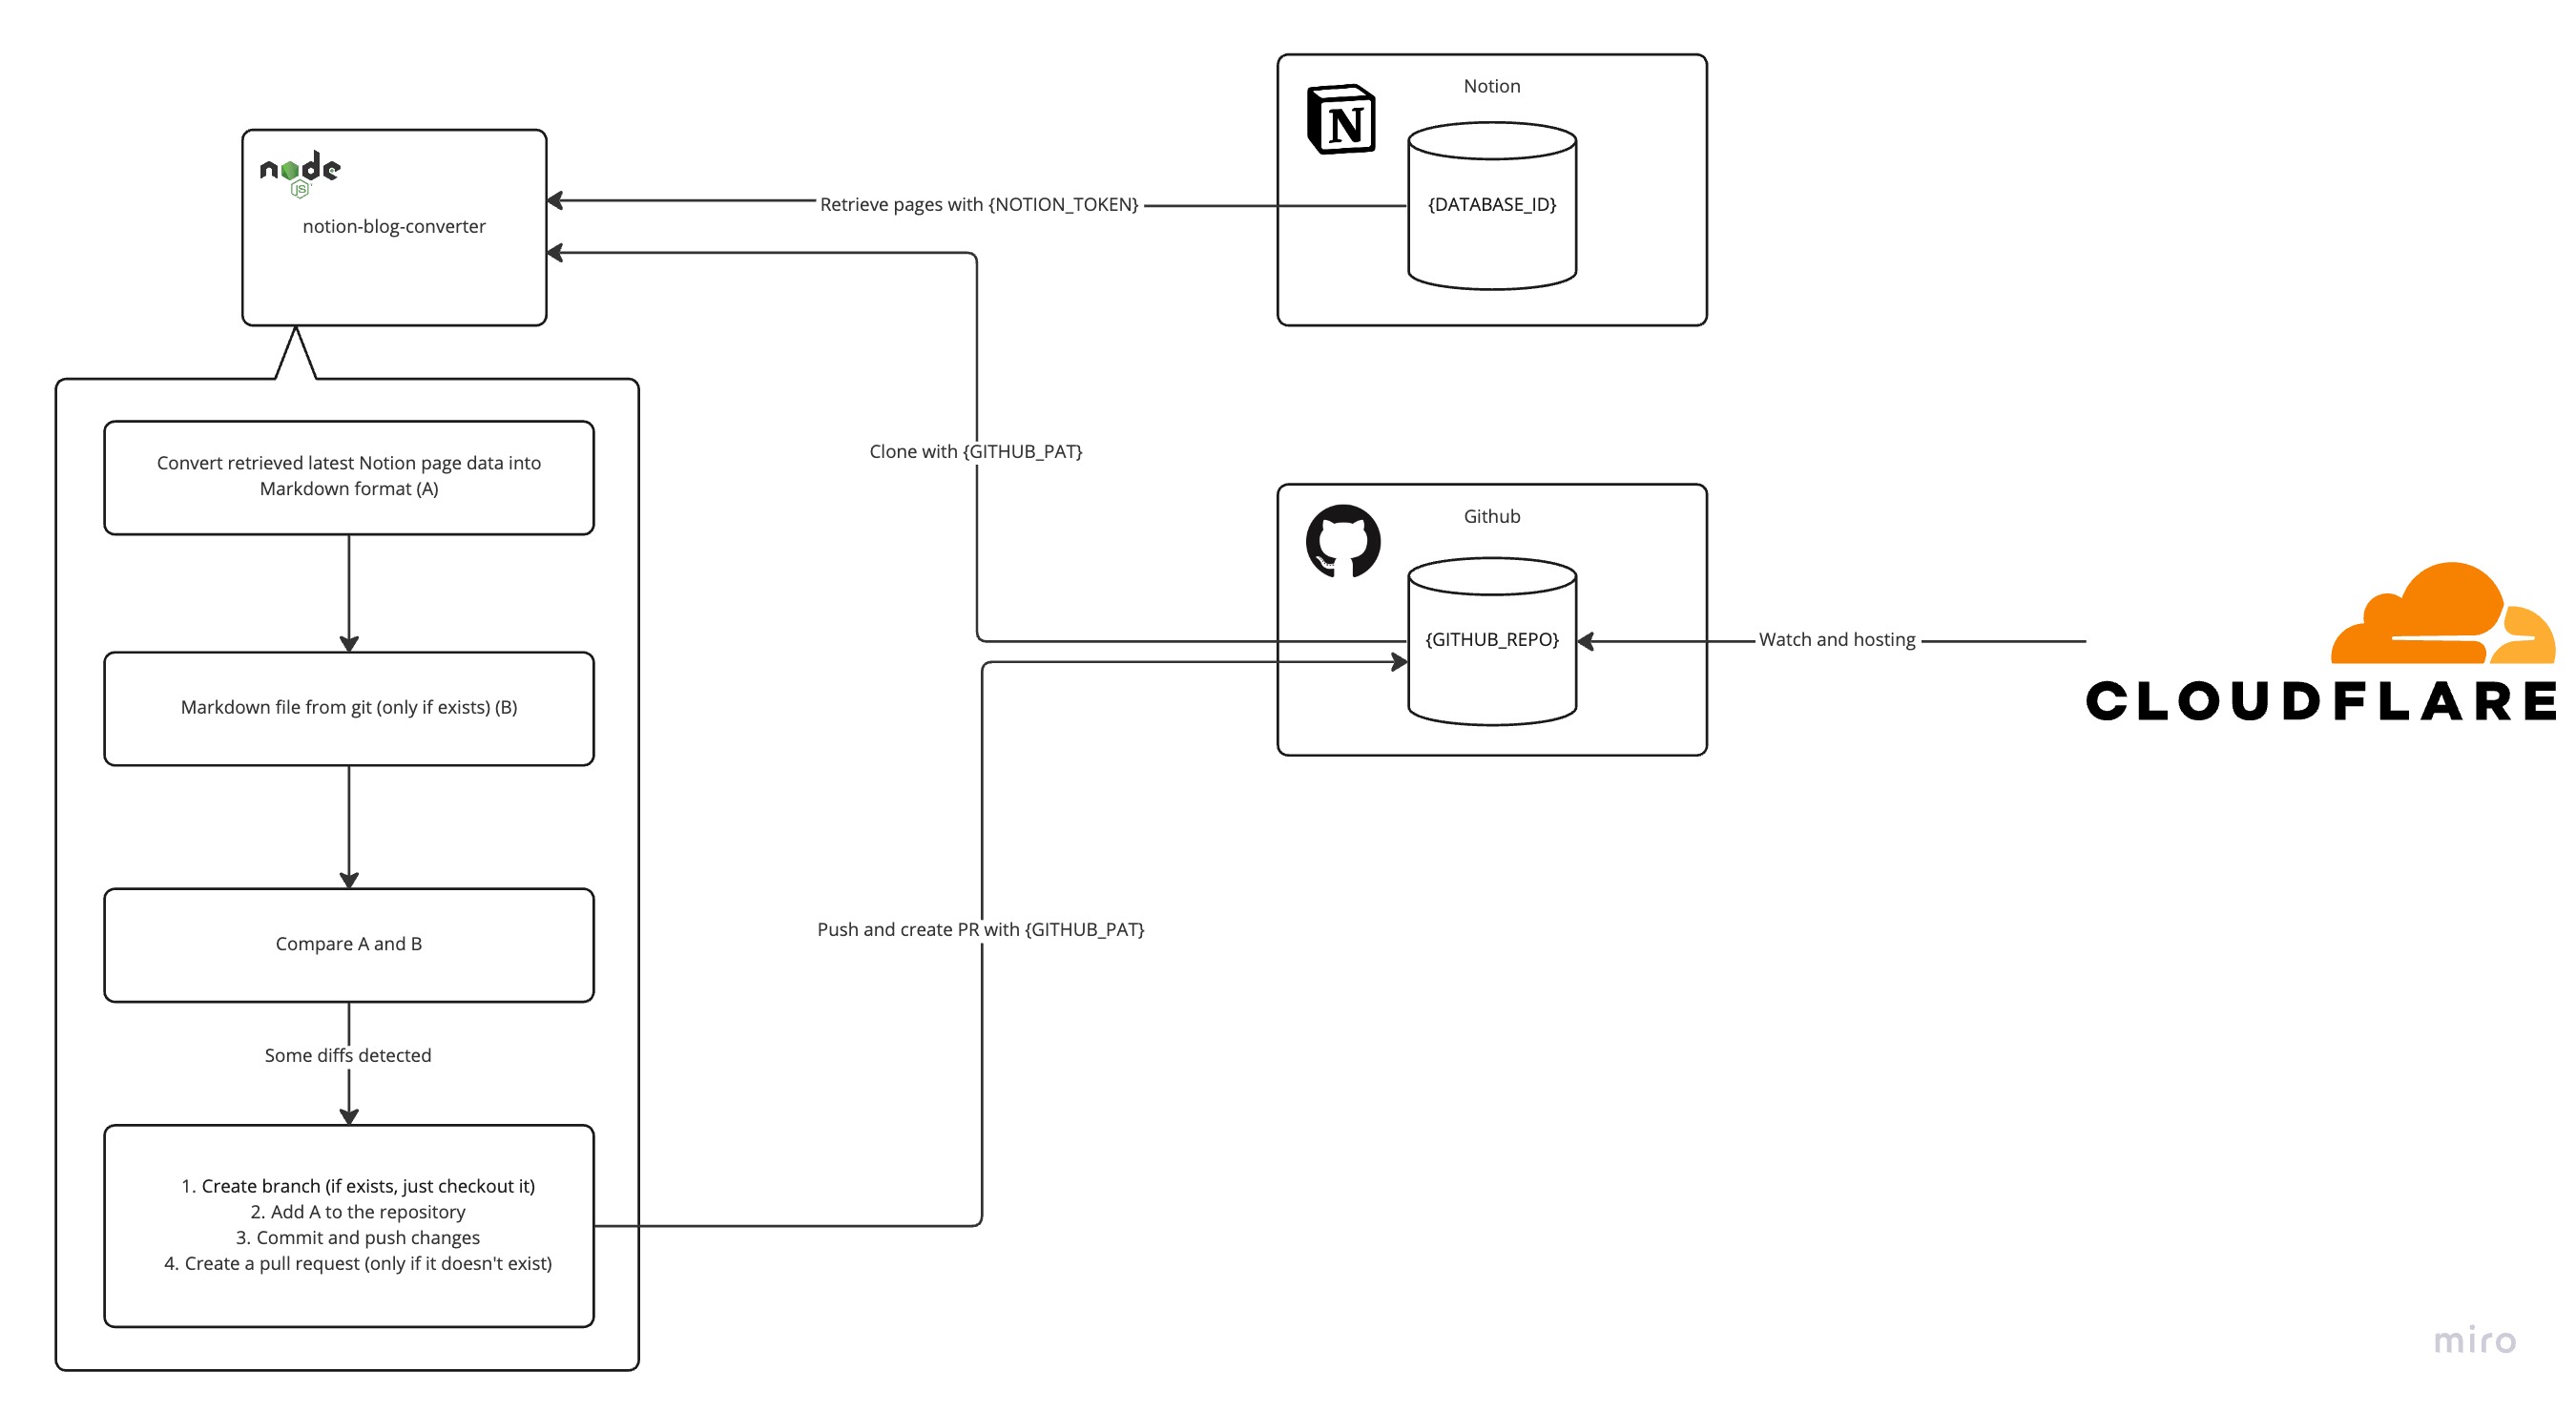 Notion
N
node
JS
notion-blog-converter
Retrieve pages with {NOTION_TOKEN}
{DATABASE_ID}
Clone with {GITHUB_PAT}
Convert retrieved latest Notion page data into
Markdown format (A)
Github
{GITHUB_REPO}
Watch and hosting
CLOUDFLARE
Markdown file from git (only if exists) (B)
Compare A and B
Push and create PR with {GITHUB_PAT}
Some diffs detected
1. Create branch (if exists, just checkout it)
2. Add A to the repository
3. Commit and push changes
4. Create a pull request (only if it doesn't exist)
miro